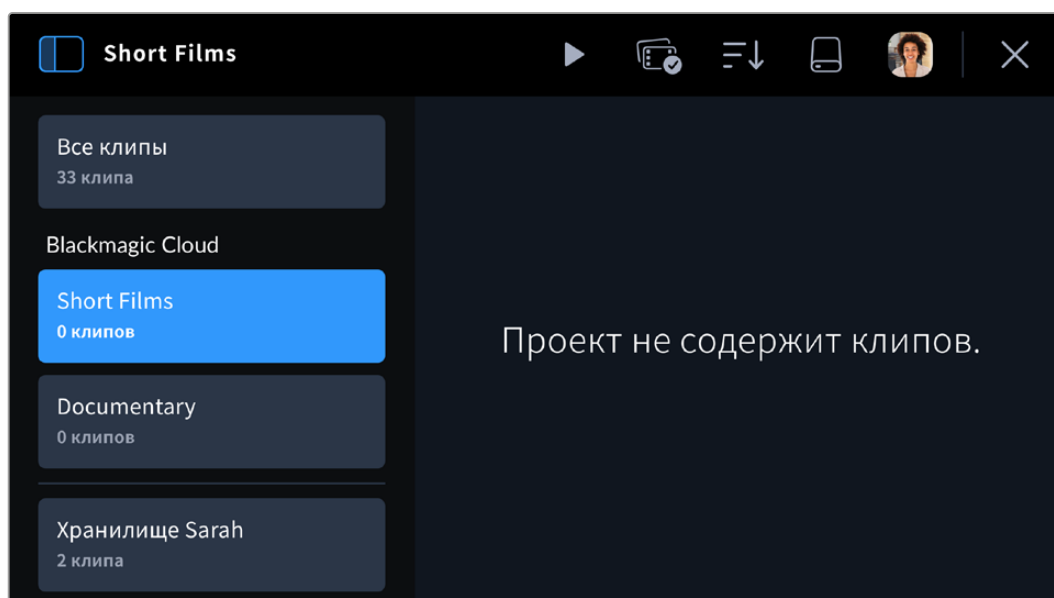 Short Films
Все клипы
33 клипа
Blackmagic Cloud
Short Films
0 клипов
Documentary
0 клипов
Хранилище Sarah
2 клипа
Проект не содержит клипов.